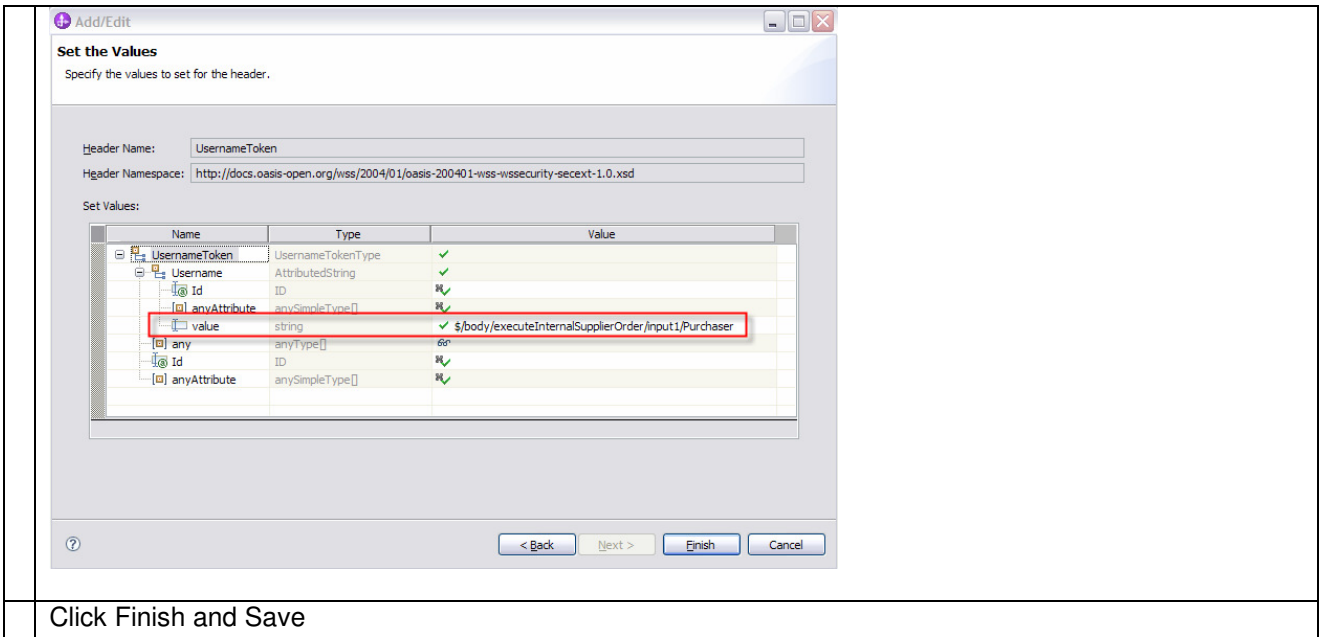 Add/Edit
Set the Values
Specify the values to set for the header.
Header Name: UsernameToken
Header Namespace: http://docs.oasis-open.org/wss/2004/01/oasis-200401-wss-wssecurity-secext-1.0.xsd
Set Values:
Name Type Value
UsernameToken UsernameTokenType
Username AttributedString
Id ID
anyAttribute anySimpleType[]
value string $/body/executeInternalSupplierOrder/input1/Purchaser
any anyType[]
Id ID
anyAttribute anySimpleType[]
< Back Next > Finish Cancel
Click Finish and Save